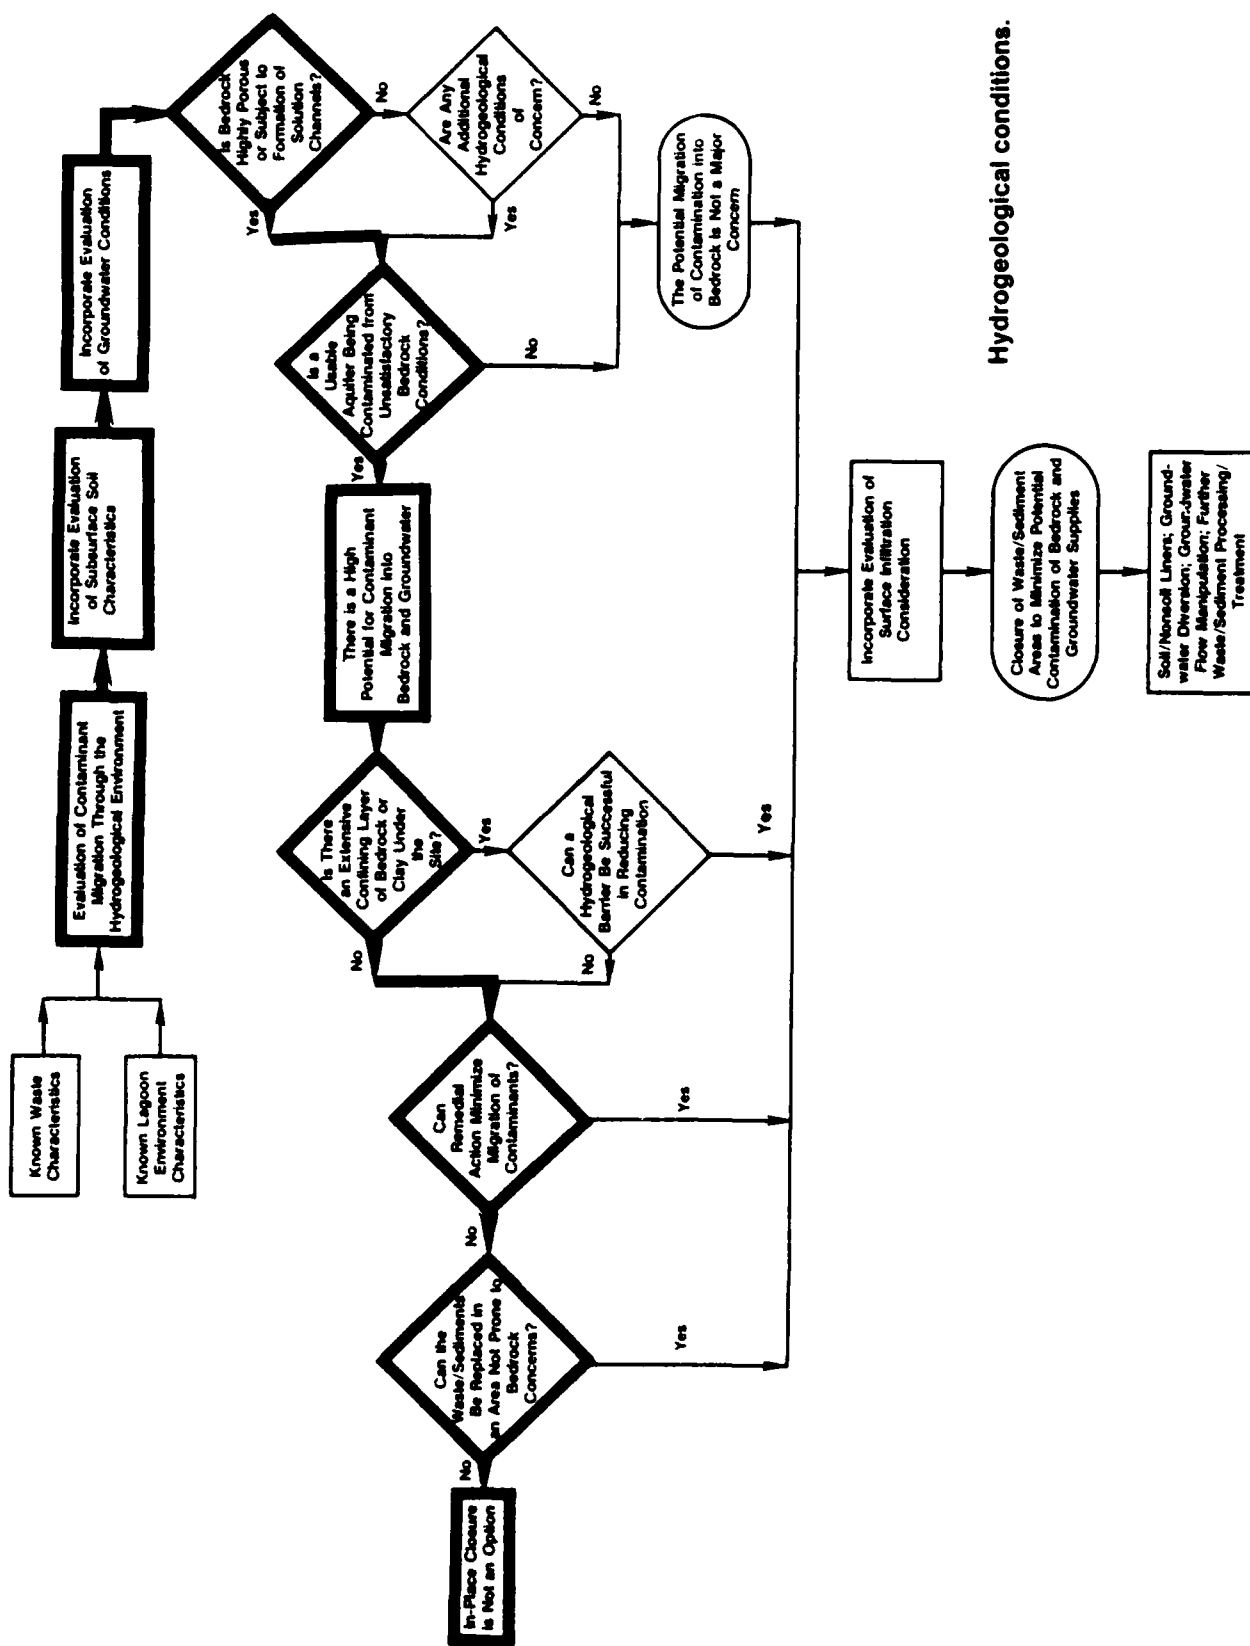 Known Waste
Characteristics
Known Lagoon
Environment
Characteristics
Evaluation of Contaminant
Migration Through the
Hydrogeological Environment
Incorporate Evaluation
of Subsurface Soil
Characteristics
Incorporate Evaluation
of Groundwater Conditions
Is Bedrock
Highly Porous
or Subject to
Formation of
Solution
Channels?
Yes
No
Are Any
Additional
Hydrogeological
Conditions
of
Concern?
Yes
No
Is a
Usable
Aquifer Being
Contaminated from
Unsatisfactory
Bedrock
Conditions?
Yes
No
The Potential Migration
of Contamination into
Bedrock is Not a Major
Concern
There is a High
Potential for Contaminant
Migration into
Bedrock and Groundwater
Is There
an Extensive
Confining Layer
of Bedrock or
Clay Under
the
Site?
No
Yes
Can a
Hydrogeological
Barrier Be Successful
in Reducing
Contamination
No
Yes
Can
Remedial
Action Minimize
Migration of
Contaminants?
No
Yes
Can the
Waste/Sediments
Be Replaced in
an Area Not Prone to
Bedrock
Concerns?
No
Yes
In-Place Closure
is Not an Option
Incorporate Evaluation of
Surface Infiltration
Consideration
Closure of Waste/Sediment
Areas to Minimize Potential
Contamination of Bedrock and
Groundwater Supplies
Soil/Nonsoil Liners; Ground-
water Diversion; Groundwater
Flow Manipulation; Further
Waste/Sediment Processing/
Treatment
Hydrogeological conditions.